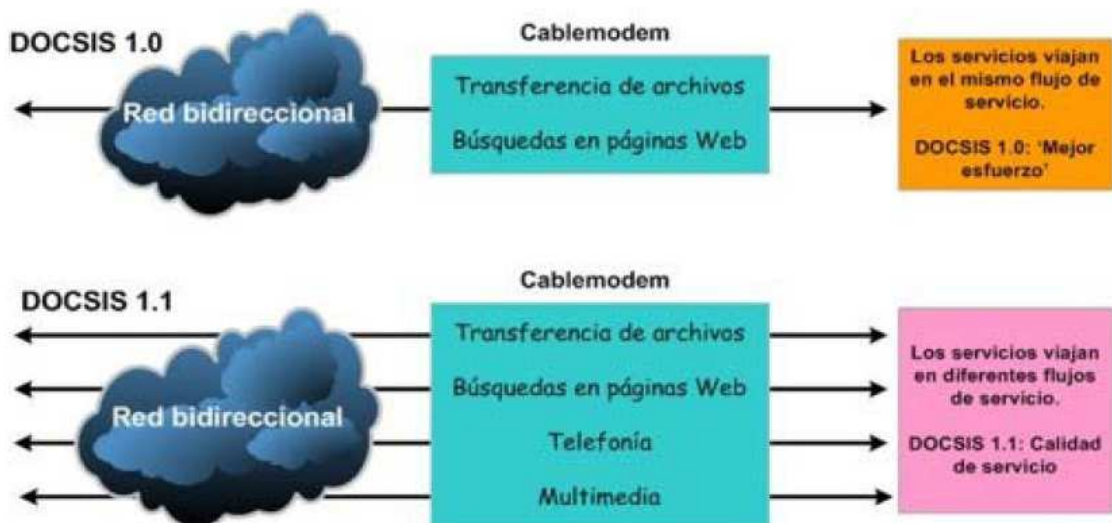 DOCSIS 1.0
Red bidireccional
Cablemodem
Transferencia de archivos
Búsquedas en páginas Web
Los servicios viajan
en el mismo flujo de
servicio.
DOCSIS 1.0: ‘Mejor
esfuerzo’
DOCSIS 1.1
Red bidireccional
Cablemodem
Transferencia de archivos
Búsquedas en páginas Web
Telefonía
Multimedia
Los servicios viajan
en diferentes flujos
de servicio.
DOCSIS 1.1: Calidad
de servicio